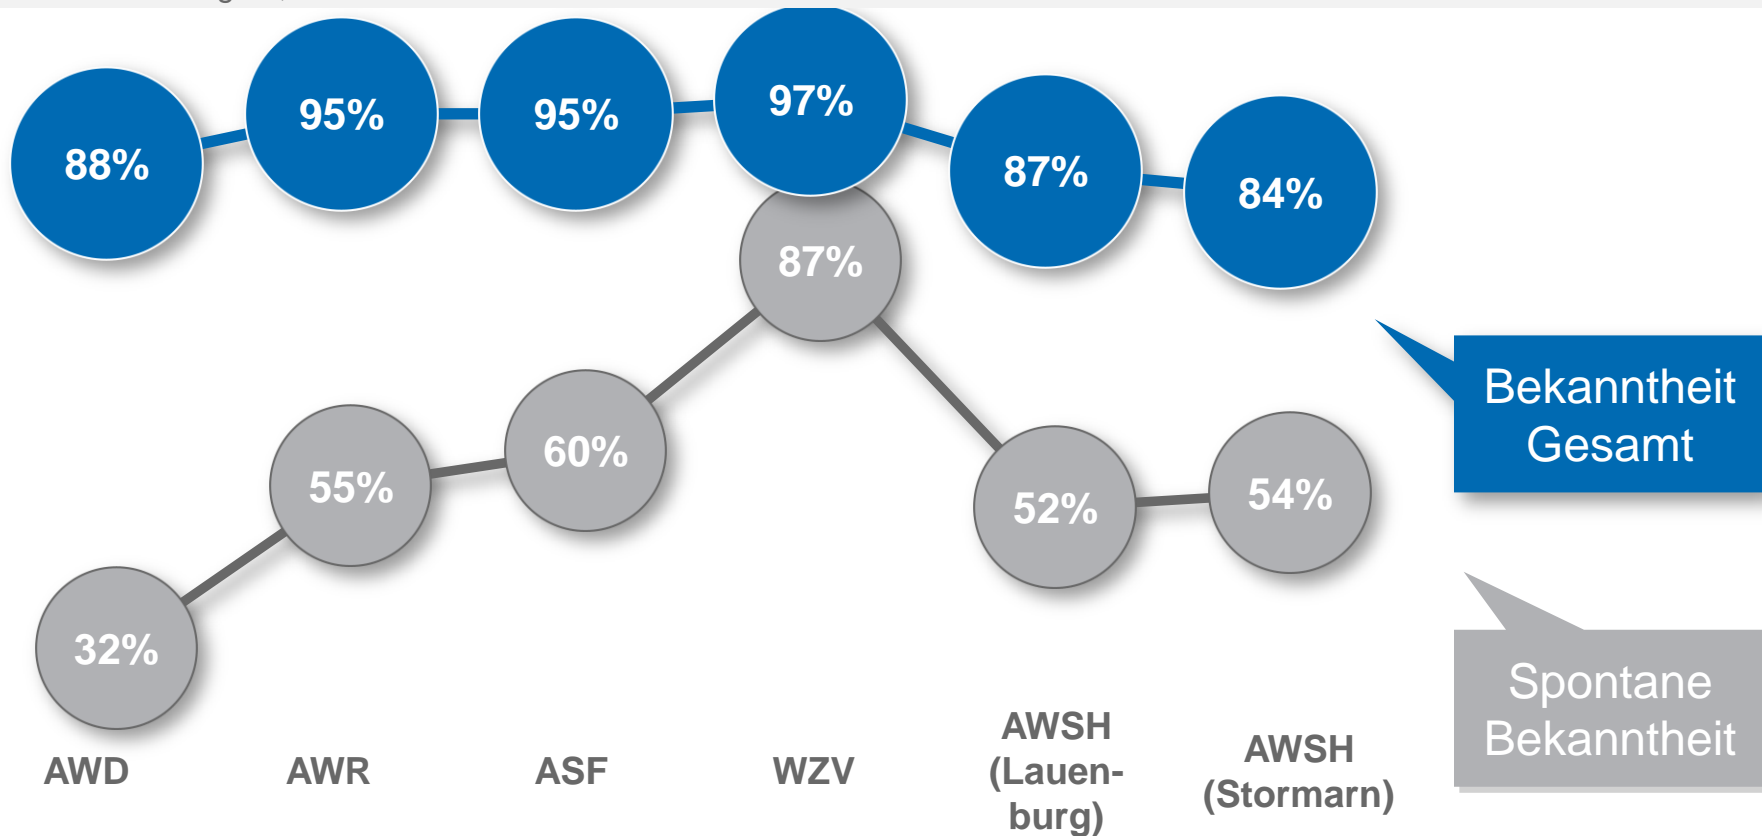 88%
95%
95%
97%
87%
84%
32%
55%
60%
87%
52%
54%
Bekanntheit
Gesamt
Spontane
Bekanntheit
AWD
AWR
ASF
WZV
AWSH
(Lauen-
burg)
AWSH
(Stormarn)